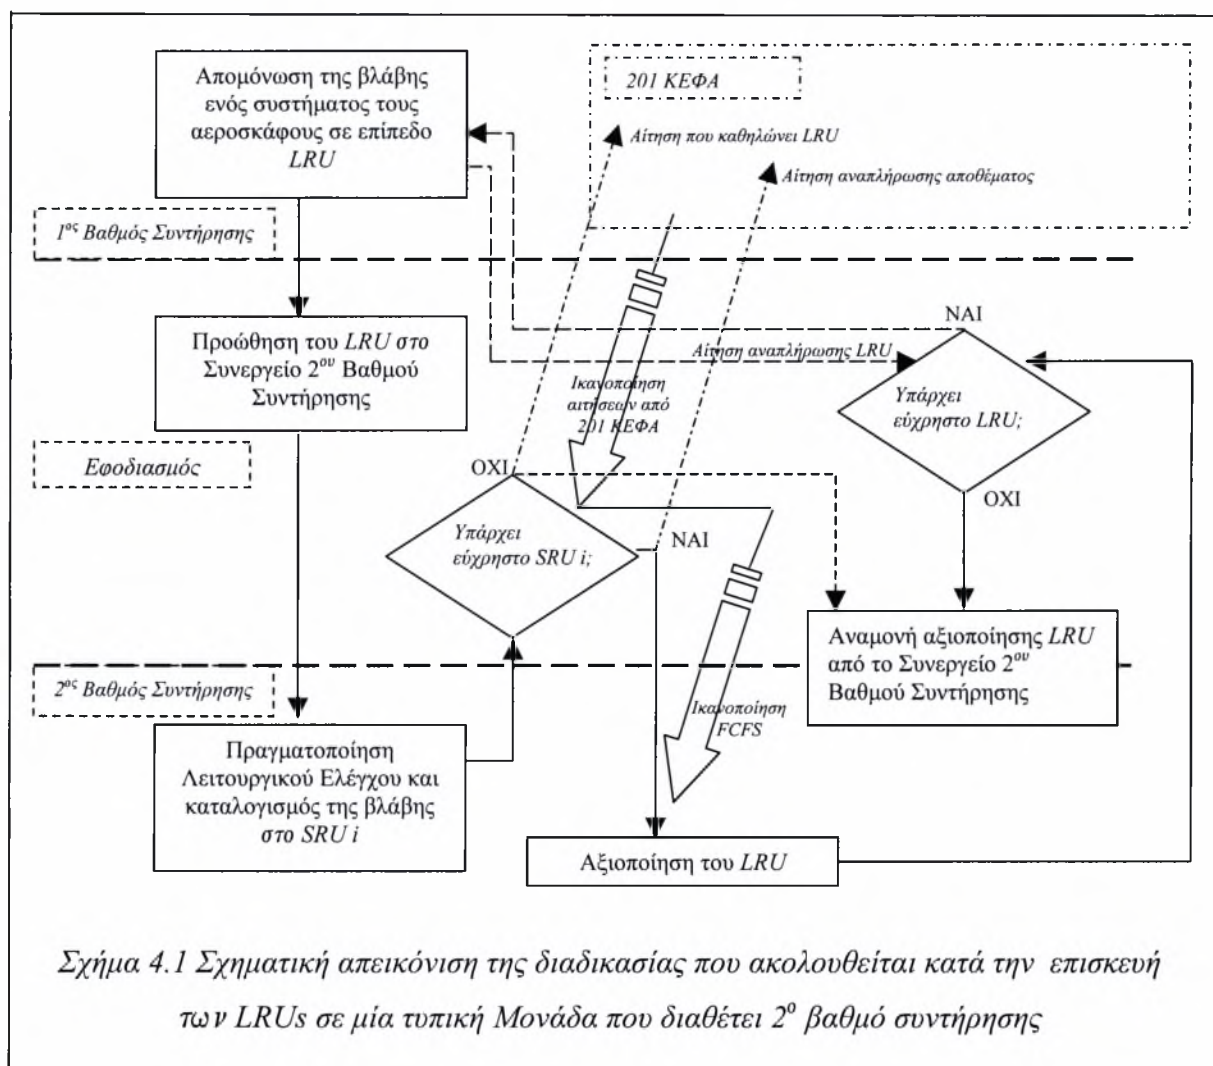 Απομόνωση της βλάβης
ενός συστήματος τους
αεροσκάφους σε επίπεδο
LRU
201 ΚΕΦΑ
Αίτηση που καθηλώνει LRU
Αίτηση αναπλήρωσης αποθέματος
1ος Βαθμός Συντήρησης
Προώθηση του LRU στο
Συνεργείο 2ου Βαθμού
Συντήρησης
ΝΑΙ
Αίτηση αναπλήρωσης LRU
Ικανοποίηση
αιτήσεων από
201 ΚΕΦΑ
Υπάρχει
εύχρηστο LRU;
Εφοδιασμός
ΟΧΙ
ΟΧΙ
Υπάρχει
εύχρηστο SRU i;
ΝΑΙ
Αναμονή αξιοποίησης LRU
από το Συνεργείο 2ου
Βαθμού Συντήρησης
2ος Βαθμός Συντήρησης
Ικανοποίηση
FCFS
Πραγματοποίηση
Λειτουργικού Ελέγχου και
καταλογισμός της βλάβης
στο SRU i
Αξιοποίηση του LRU
Σχήμα 4.1 Σχηματική απεικόνιση της διαδικασίας που ακολουθείται κατά την επισκευή
των LRUs σε μία τυπική Μονάδα που διαθέτει 2ο βαθμό συντήρησης